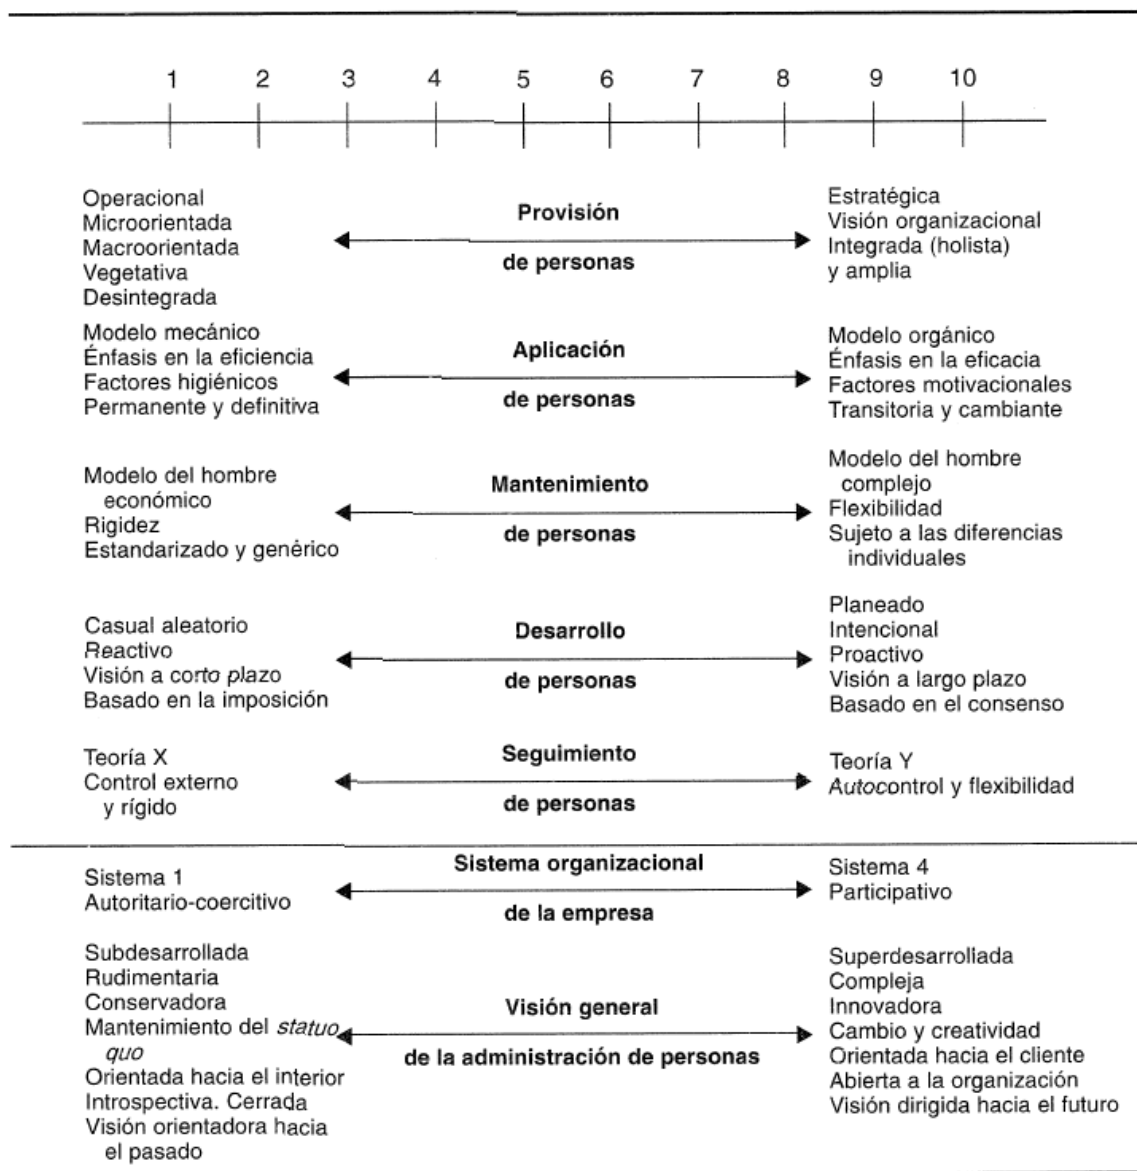 1 2 3 4 5 6 7 8 9 10
Operacional
Microorientada
Macroorientada
Vegetativa
Desintegrada
Provisión
de personas
Estratégica
Visión organizacional
Integrada (holista)
y amplia
Modelo mecánico
Énfasis en la eficiencia
Factores higiénicos
Permanente y definitiva
Aplicación
de personas
Modelo orgánico
Énfasis en la eficacia
Factores motivacionales
Transitoria y cambiante
Modelo del hombre
económico
Rigidez
Estandarizado y genérico
Mantenimiento
de personas
Modelo del hombre
complejo
Flexibilidad
Sujeto a las diferencias
individuales
Casual aleatorio
Reactivo
Visión a corto plazo
Basado en la imposición
Desarrollo
de personas
Planeado
Intencional
Proactivo
Visión a largo plazo
Basado en el consenso
Teoría X
Control externo
y rígido
Seguimiento
de personas
Teoría Y
Autocontrol y flexibilidad
Sistema 1
Autoritario-coercitivo
Sistema organizacional
de la empresa
Sistema 4
Participativo
Subdesarrollada
Rudimentaria
Conservadora
Mantenimiento del statuo
quo
Orientada hacia el interior
Introspectiva. Cerrada
Visión orientadora hacia
el pasado
Visión general
de la administración de personas
Superdesarrollada
Compleja
Innovadora
Cambio y creatividad
Orientada hacia el cliente
Abierta a la organización
Visión dirigida hacia el futuro